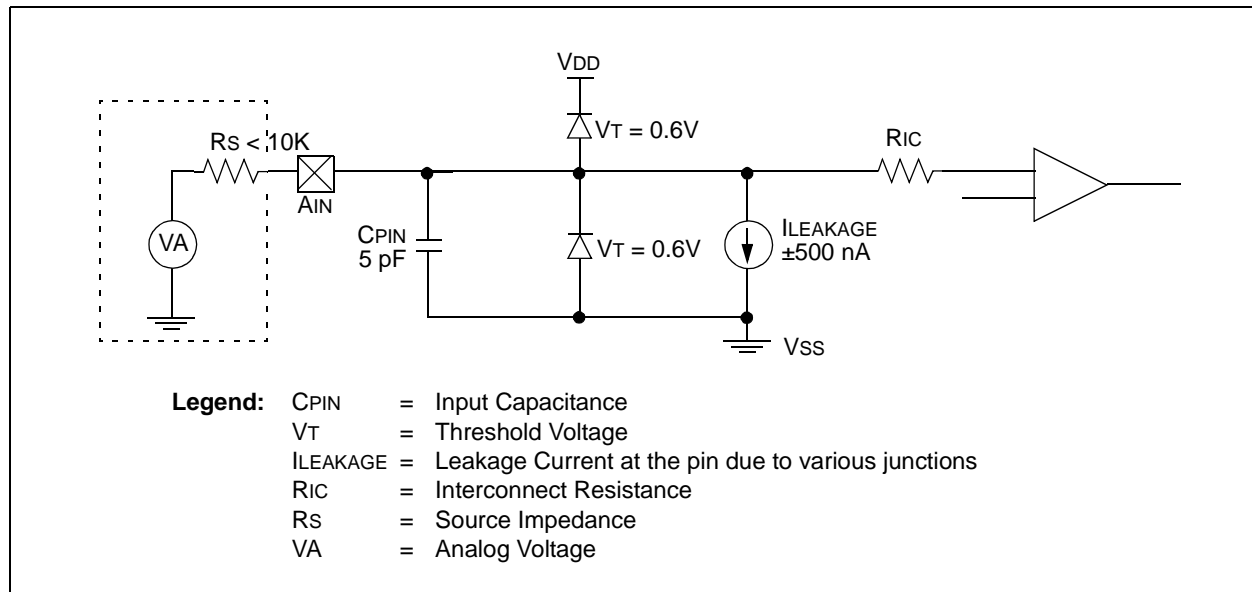 VDD
VT = 0.6V
RS < 10K
RIC
AIN
CPIN
5 pF
VT = 0.6V
ILEAKAGE
±500 nA
VA
VSS
Legend: CPIN = Input Capacitance
VT = Threshold Voltage
ILEAKAGE = Leakage Current at the pin due to various junctions
RIC = Interconnect Resistance
RS = Source Impedance
VA = Analog Voltage